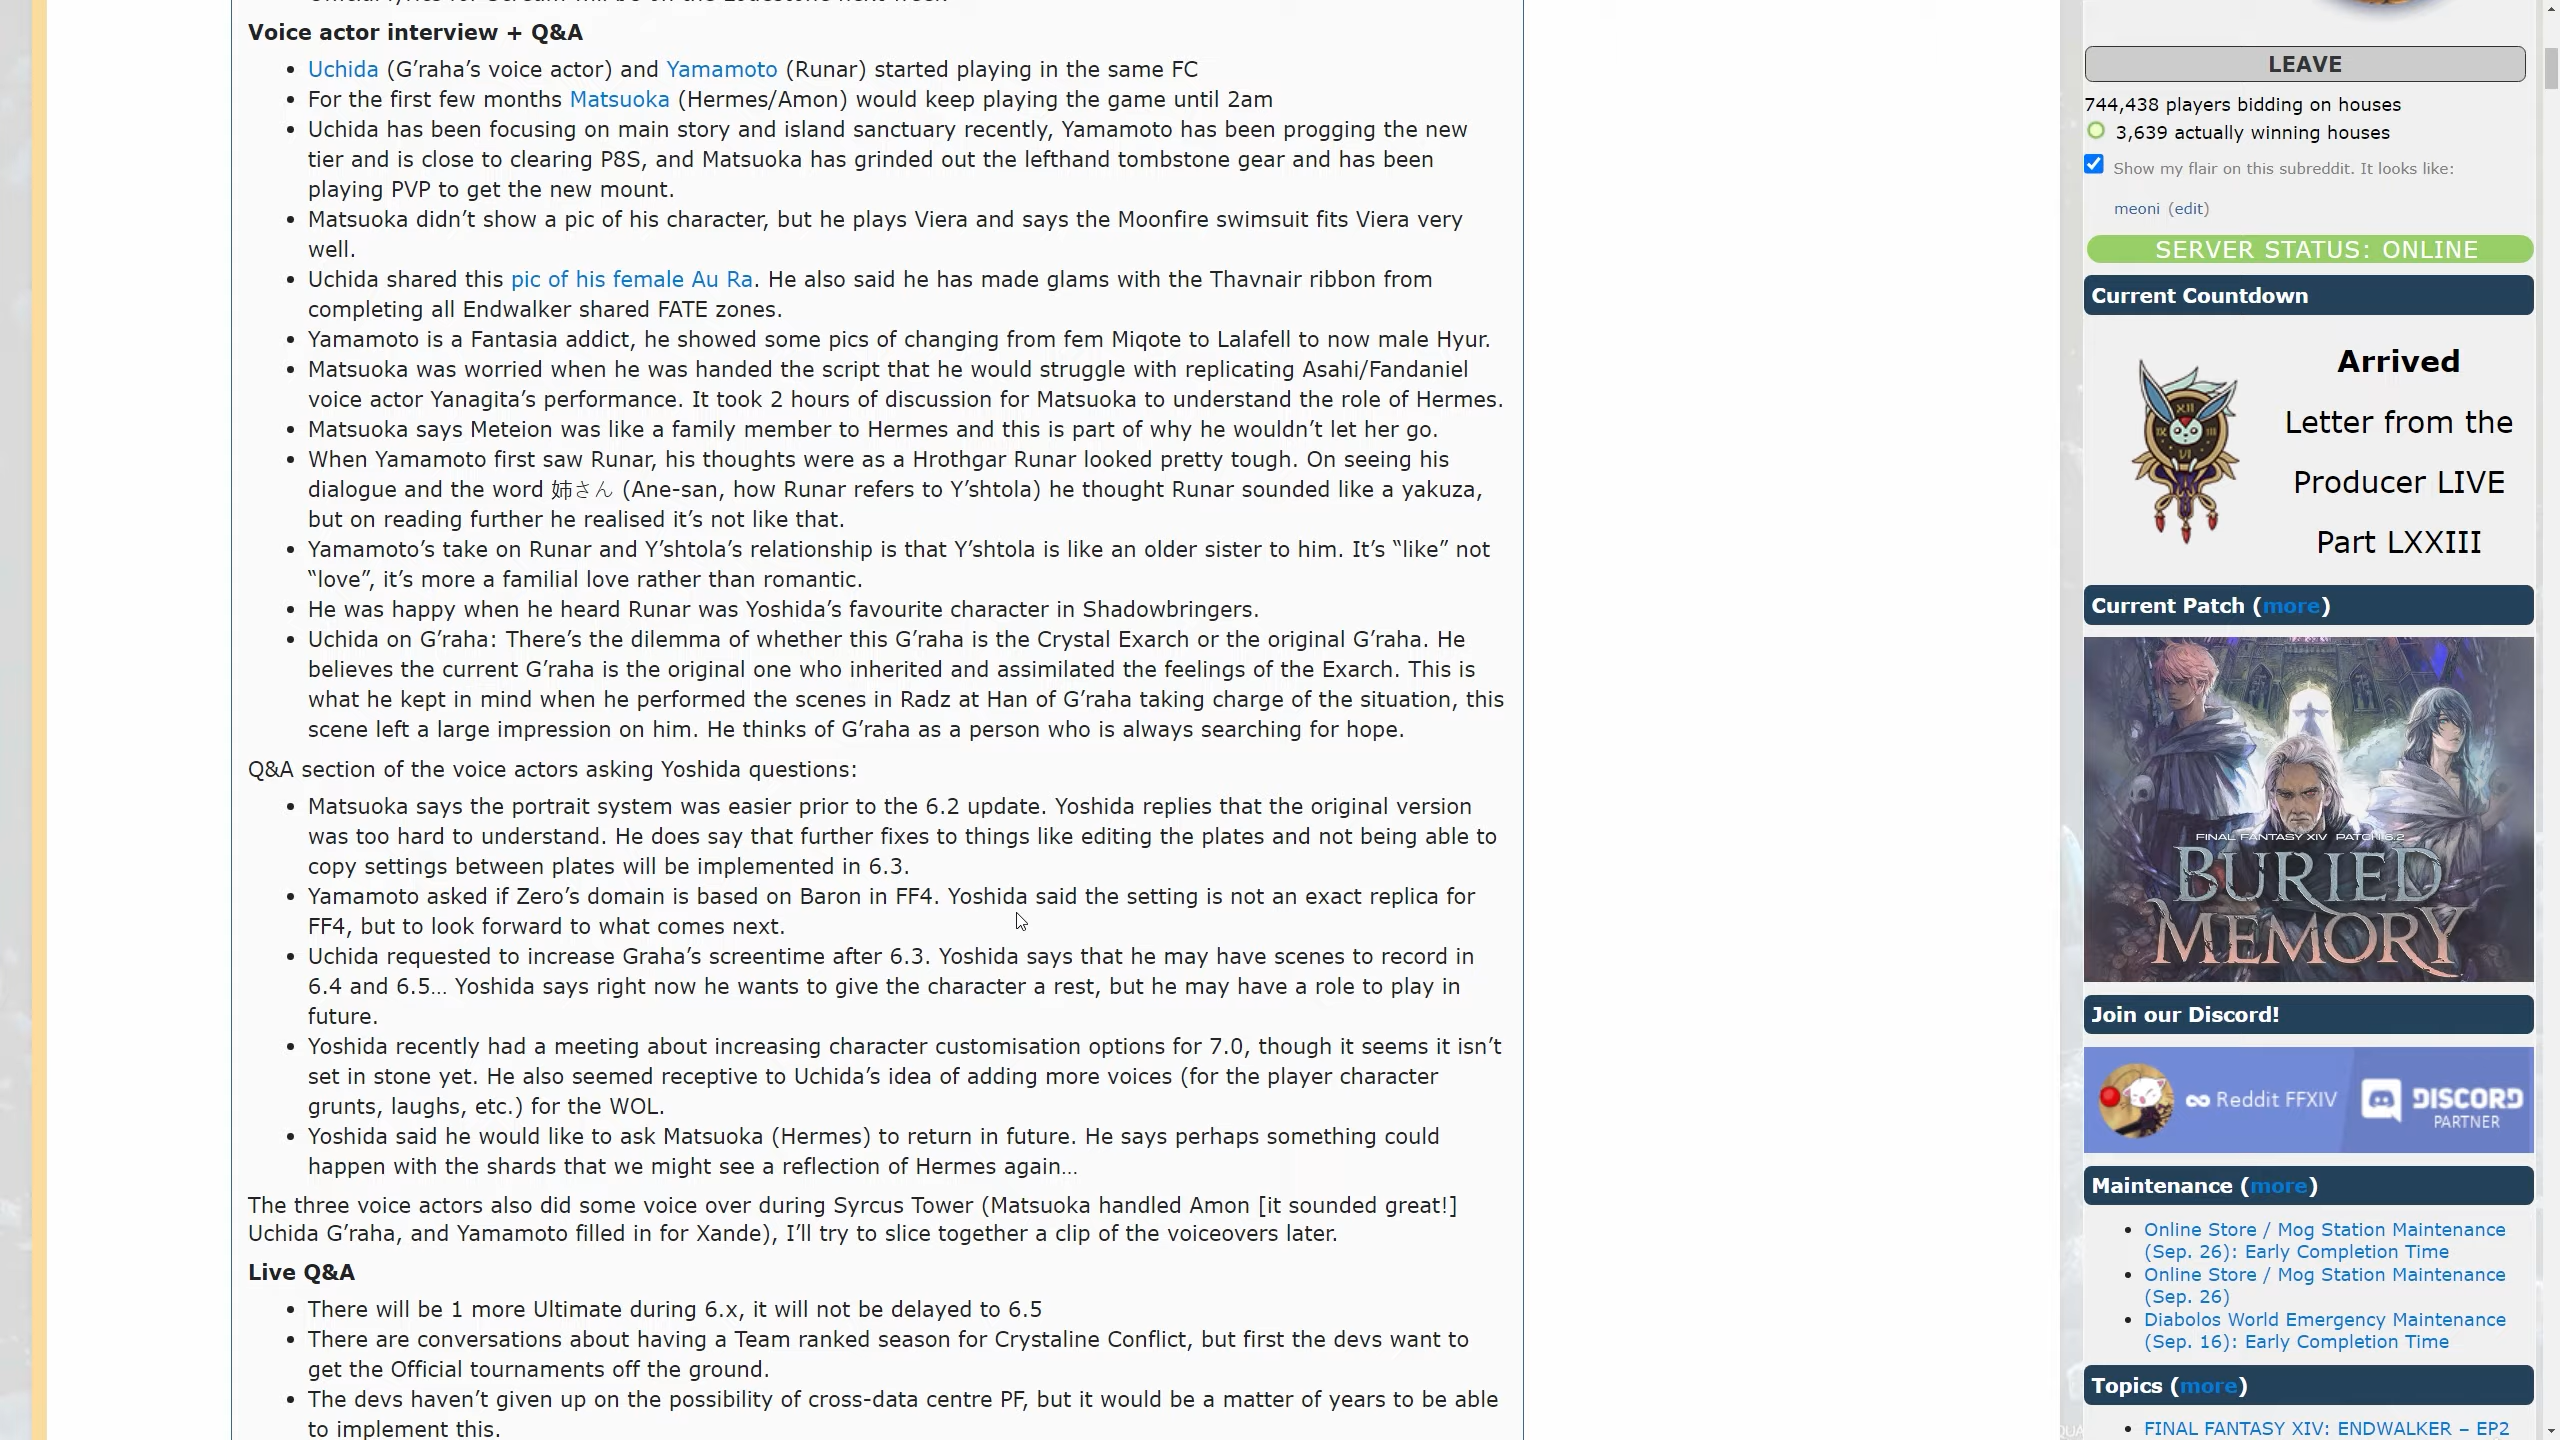 Voice actor interview + Q&A
• Uchida (G’raha’s voice actor) and Yamamoto (Runar) started playing in the same FC
• For the first few months Matsuoka (Hermes/Amon) would keep playing the game until 2am
• Uchida has been focusing on main story and island sanctuary recently, Yamamoto has been progging the new
tier and is close to clearing P8S, and Matsuoka has grinded out the lefthand tombstone gear and has been
playing PVP to get the new mount.
• Matsuoka didn’t show a pic of his character, but he plays Viera and says the Moonfire swimsuit fits Viera very
well.
• Uchida shared this pic of his female Au Ra. He also said he has made glams with the Thavnair ribbon from
completing all Endwalker shared FATE zones.
• Yamamoto is a Fantasia addict, he showed some pics of changing from fem Miqote to Lalafell to now male Hyur.
• Matsuoka was worried when he was handed the script that he would struggle with replicating Asahi/Fandaniel
voice actor Yanagita’s performance. It took 2 hours of discussion for Matsuoka to understand the role of Hermes.
• Matsuoka says Meteion was like a family member to Hermes and this is part of why he wouldn’t let her go.
• When Yamamoto first saw Runar, his thoughts were as a Hrothgar Runar looked pretty tough. On seeing his
dialogue and the word 姉さん (Ane-san, how Runar refers to Y’shtola) he thought Runar sounded like a yakuza,
but on reading further he realised it’s not like that.
• Yamamoto’s take on Runar and Y’shtola’s relationship is that Y’shtola is like an older sister to him. It’s “like” not
“love”, it’s more a familial love rather than romantic.
• He was happy when he heard Runar was Yoshida’s favourite character in Shadowbringers.
• Uchida on G’raha: There’s the dilemma of whether this G’raha is the Crystal Exarch or the original G’raha. He
believes the current G’raha is the original one who inherited and assimilated the feelings of the Exarch. This is
what he kept in mind when he performed the scenes in Radz at Han of G’raha taking charge of the situation, this
scene left a large impression on him. He thinks of G’raha as a person who is always searching for hope.
Q&A section of the voice actors asking Yoshida questions:
• Matsuoka says the portrait system was easier prior to the 6.2 update. Yoshida replies that the original version
was too hard to understand. He does say that further fixes to things like editing the plates and not being able to
copy settings between plates will be implemented in 6.3.
• Yamamoto asked if Zero’s domain is based on Baron in FF4. Yoshida said the setting is not an exact replica for
FF4, but to look forward to what comes next.
• Uchida requested to increase Graha’s screentime after 6.3. Yoshida says that he may have scenes to record in
6.4 and 6.5... Yoshida says right now he wants to give the character a rest, but he may have a role to play in
future.
• Yoshida recently had a meeting about increasing character customisation options for 7.0, though it seems it isn’t
set in stone yet. He also seemed receptive to Uchida’s idea of adding more voices (for the player character
grunts, laughs, etc.) for the WOL.
• Yoshida said he would like to ask Matsuoka (Hermes) to return in future. He says perhaps something could
happen with the shards that we might see a reflection of Hermes again...
The three voice actors also did some voice over during Syrcus Tower (Matsuoka handled Amon [it sounded great!]
Uchida G’raha, and Yamamoto filled in for Xande), I’ll try to slice together a clip of the voiceovers later.
Live Q&A
• There will be 1 more Ultimate during 6.x, it will not be delayed to 6.5
• There are conversations about having a Team ranked season for Crystaline Conflict, but first the devs want to
get the Official tournaments off the ground.
• The devs haven’t given up on the possibility of cross-data centre PF, but it would be a matter of years to be able
to implement this.
LEAVE
744,438 players bidding on houses
3,639 actually winning houses
Show my flair on this subreddit. It looks like:
meoni (edit)
SERVER STATUS: ONLINE
Current Countdown
Arrived
Letter from the
Producer LIVE
Part LXXIII
Current Patch (more)
FINAL FANTASY XIV PATCH 6.2
BURIED
MEMORY
Join our Discord!
Reddit FFXIV
DISCORD
PARTNER
Maintenance (more)
• Online Store / Mog Station Maintenance
(Sep. 26): Early Completion Time
• Online Store / Mog Station Maintenance
(Sep. 26)
• Diabolos World Emergency Maintenance
(Sep. 16): Early Completion Time
Topics (more)
• FINAL FANTASY XIV: ENDWALKER – EP2